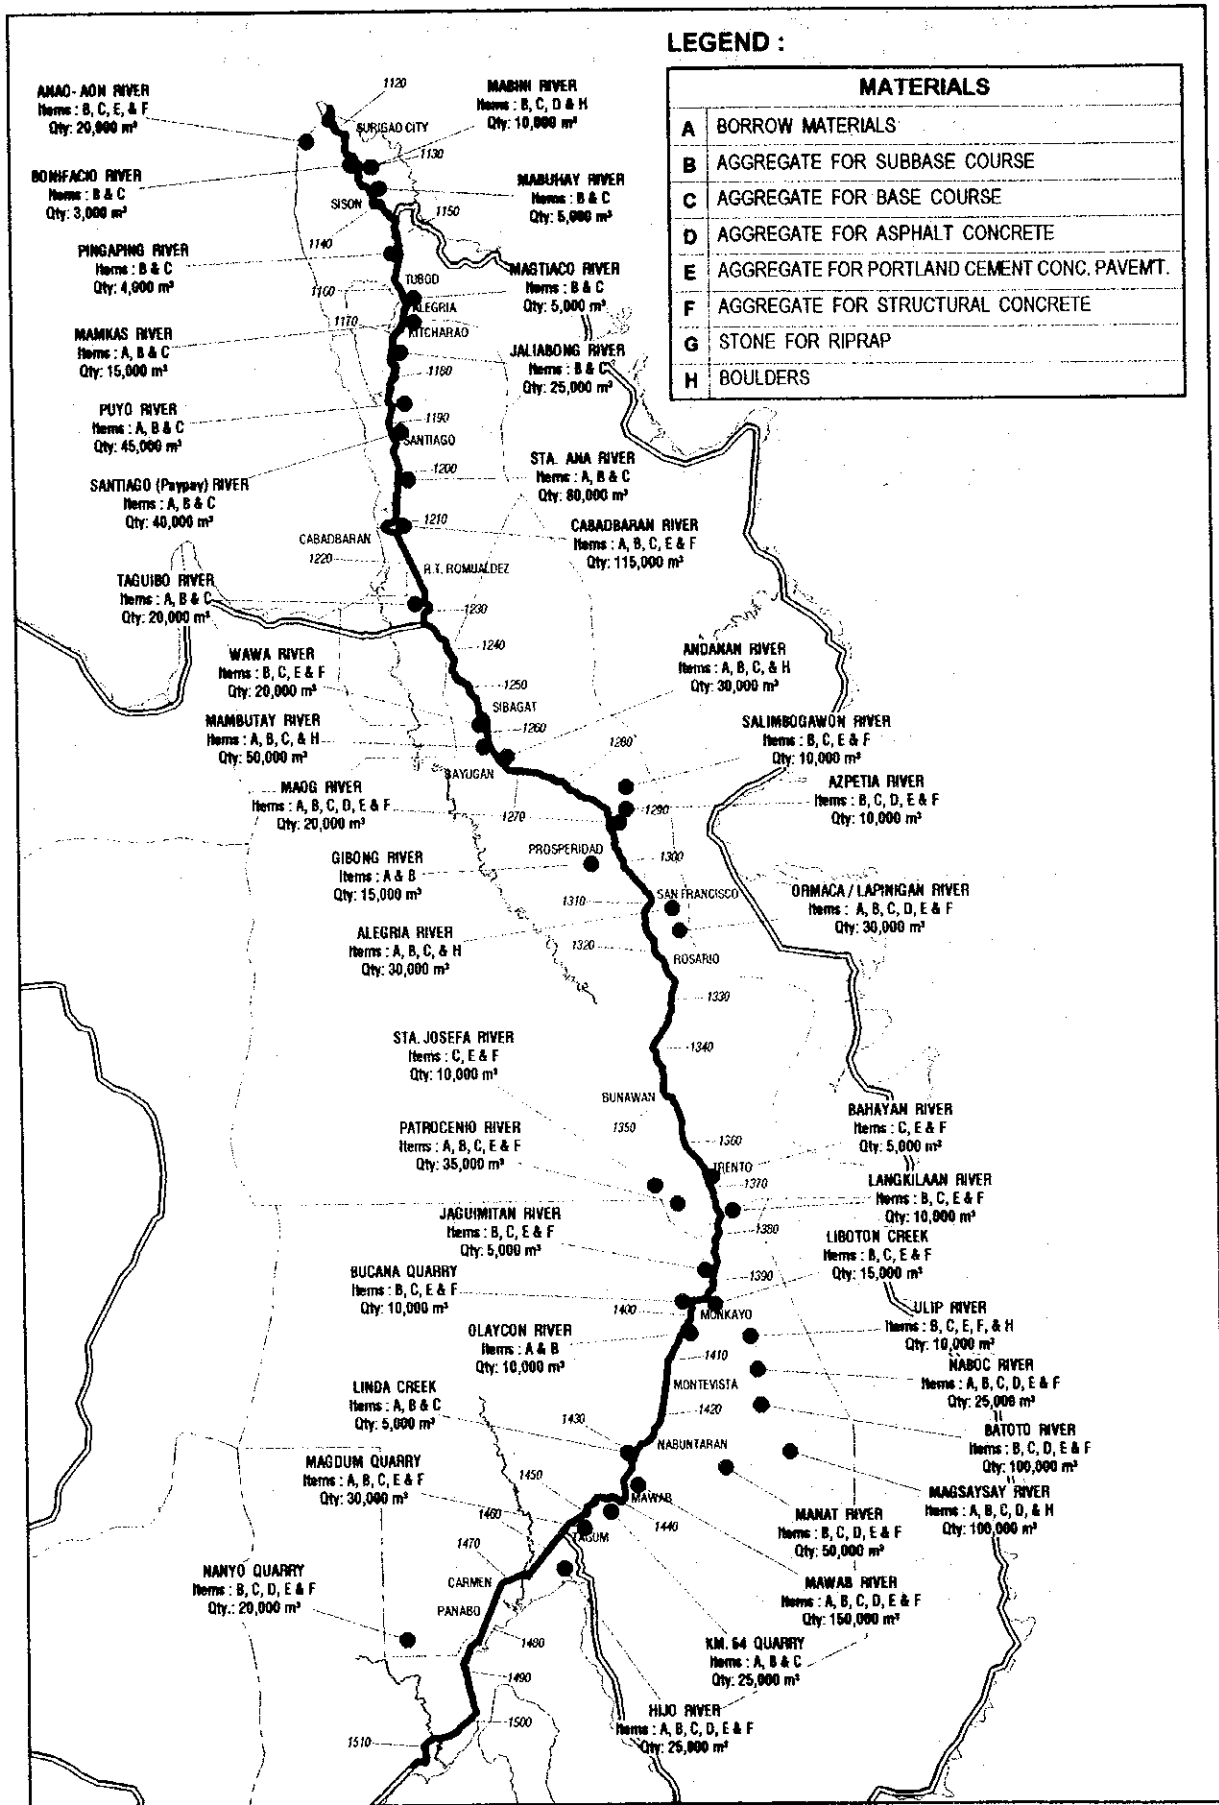 LEGEND :
MATERIALS
A BORROW MATERIALS
B AGGREGATE FOR SUBBASE COURSE
C AGGREGATE FOR BASE COURSE
D AGGREGATE FOR ASPHALT CONCRETE
E AGGREGATE FOR PORTLAND CEMENT CONC. PAVEM'T.
F AGGREGATE FOR STRUCTURAL CONCRETE
G STONE FOR RIPRAP
H BOULDERS
ANAO-AON RIVER
Items : B, C, E, & F
Qty: 20,000 m³
1120
SURIGAO CITY
MABINI RIVER
Items : B, C, D & H
Qty: 10,000 m³
1130
BONIFACIO RIVER
Items : B & C
Qty: 3,000 m³
MABUHAY RIVER
Items : B & C
Qty: 5,000 m³
SISON
1150
1140
PINGAPING RIVER
Items : B & C
Qty: 4,900 m³
MAGTIACO RIVER
Items : B & C
Qty: 5,000 m³
TUBOD
1160
ALEGRIA
1170
KITCHARAO
MAMKAS RIVER
Items : A, B & C
Qty: 15,000 m³
JALIABONG RIVER
Items : B & C
Qty: 25,000 m³
1180
PUYO RIVER
Items : A, B & C
Qty: 45,000 m³
1190
SANTIAGO
SANTIAGO (Paypay) RIVER
Items : A, B & C
Qty: 40,000 m³
1200
STA. ANA RIVER
Items : A, B & C
Qty: 80,000 m³
1210
CABADBARAN
CABADBARAN RIVER
Items : A, B, C, E & F
Qty: 115,000 m³
1220
R.T. ROMUALDEZ
TAGUIBO RIVER
Items : A, B & C
Qty: 20,000 m³
1230
1240
WAWA RIVER
Items : B, C, E & F
Qty: 20,000 m³
ANDANAN RIVER
Items : A, B, C, & H
Qty: 30,000 m³
1250
SIBAGAT
1260
MAMBUTAY RIVER
Items : A, B, C, & H
Qty: 50,000 m³
SALIMBOGAWON RIVER
Items : B, C, E & F
Qty: 10,000 m³
1280
BAYUGAN
1270
MAOG RIVER
Items : A, B, C, D, E & F
Qty: 20,000 m³
AZPETIA RIVER
Items : B, C, D, E & F
Qty: 10,000 m³
1290
PROSPERIDAD
1300
GIBONG RIVER
Items : A & B
Qty: 15,000 m³
ORMACA / LAPINIGAN RIVER
Items : A, B, C, D, E & F
Qty: 30,000 m³
1310
SAN FRANCISCO
ALEGRIA RIVER
Items : A, B, C, & H
Qty: 30,000 m³
1320
ROSARIO
1330
STA. JOSEFA RIVER
Items : C, E & F
Qty: 10,000 m³
1340
BUNAWAN
1350
BAHAYAN RIVER
Items : C, E & F
Qty: 5,000 m³
PATROCENIO RIVER
Items : A, B, C, E & F
Qty: 35,000 m³
1360
TRENTO
1370
LANGKILAAN RIVER
Items : B, C, E & F
Qty: 10,000 m³
JAGUIMITAN RIVER
Items : B, C, E & F
Qty: 5,000 m³
1380
LIBOTON CREEK
Items : B, C, E & F
Qty: 15,000 m³
1390
BUCANA QUARRY
Items : B, C, E & F
Qty: 10,000 m³
1400
MONKAYO
ULIP RIVER
Items : B, C, E, F, & H
Qty: 10,000 m³
OLAYCON RIVER
Items : A & B
Qty: 10,000 m³
1410
NABOC RIVER
Items : A, B, C, D, E & F
Qty: 25,000 m³
MONTEVISTA
LINDA CREEK
Items : A, B & C
Qty: 5,000 m³
1420
1430
BATOTO RIVER
Items : B, C, D, E & F
Qty: 100,000 m³
NABUNTARAN
MAGDUM QUARRY
Items : A, B, C, E & F
Qty: 30,000 m³
1450
MAGSAYSAY RIVER
Items : A, B, C, D, & H
Qty: 100,000 m³
MAWAB
1460
1440
MANAT RIVER
Items : B, C, D, E & F
Qty: 50,000 m³
TAGUM
1470
NANYO QUARRY
Items : B, C, D, E & F
Qty.: 20,000 m³
CARMEN
MAWAB RIVER
Items : A, B, C, D, E & F
Qty: 150,000 m³
PANABO
1480
KM. 64 QUARRY
Items : A, B & C
Qty: 25,000 m³
1490
HIJO RIVER
Items : A, B, C, D, E & F
Qty: 25,000 m³
1500
1510